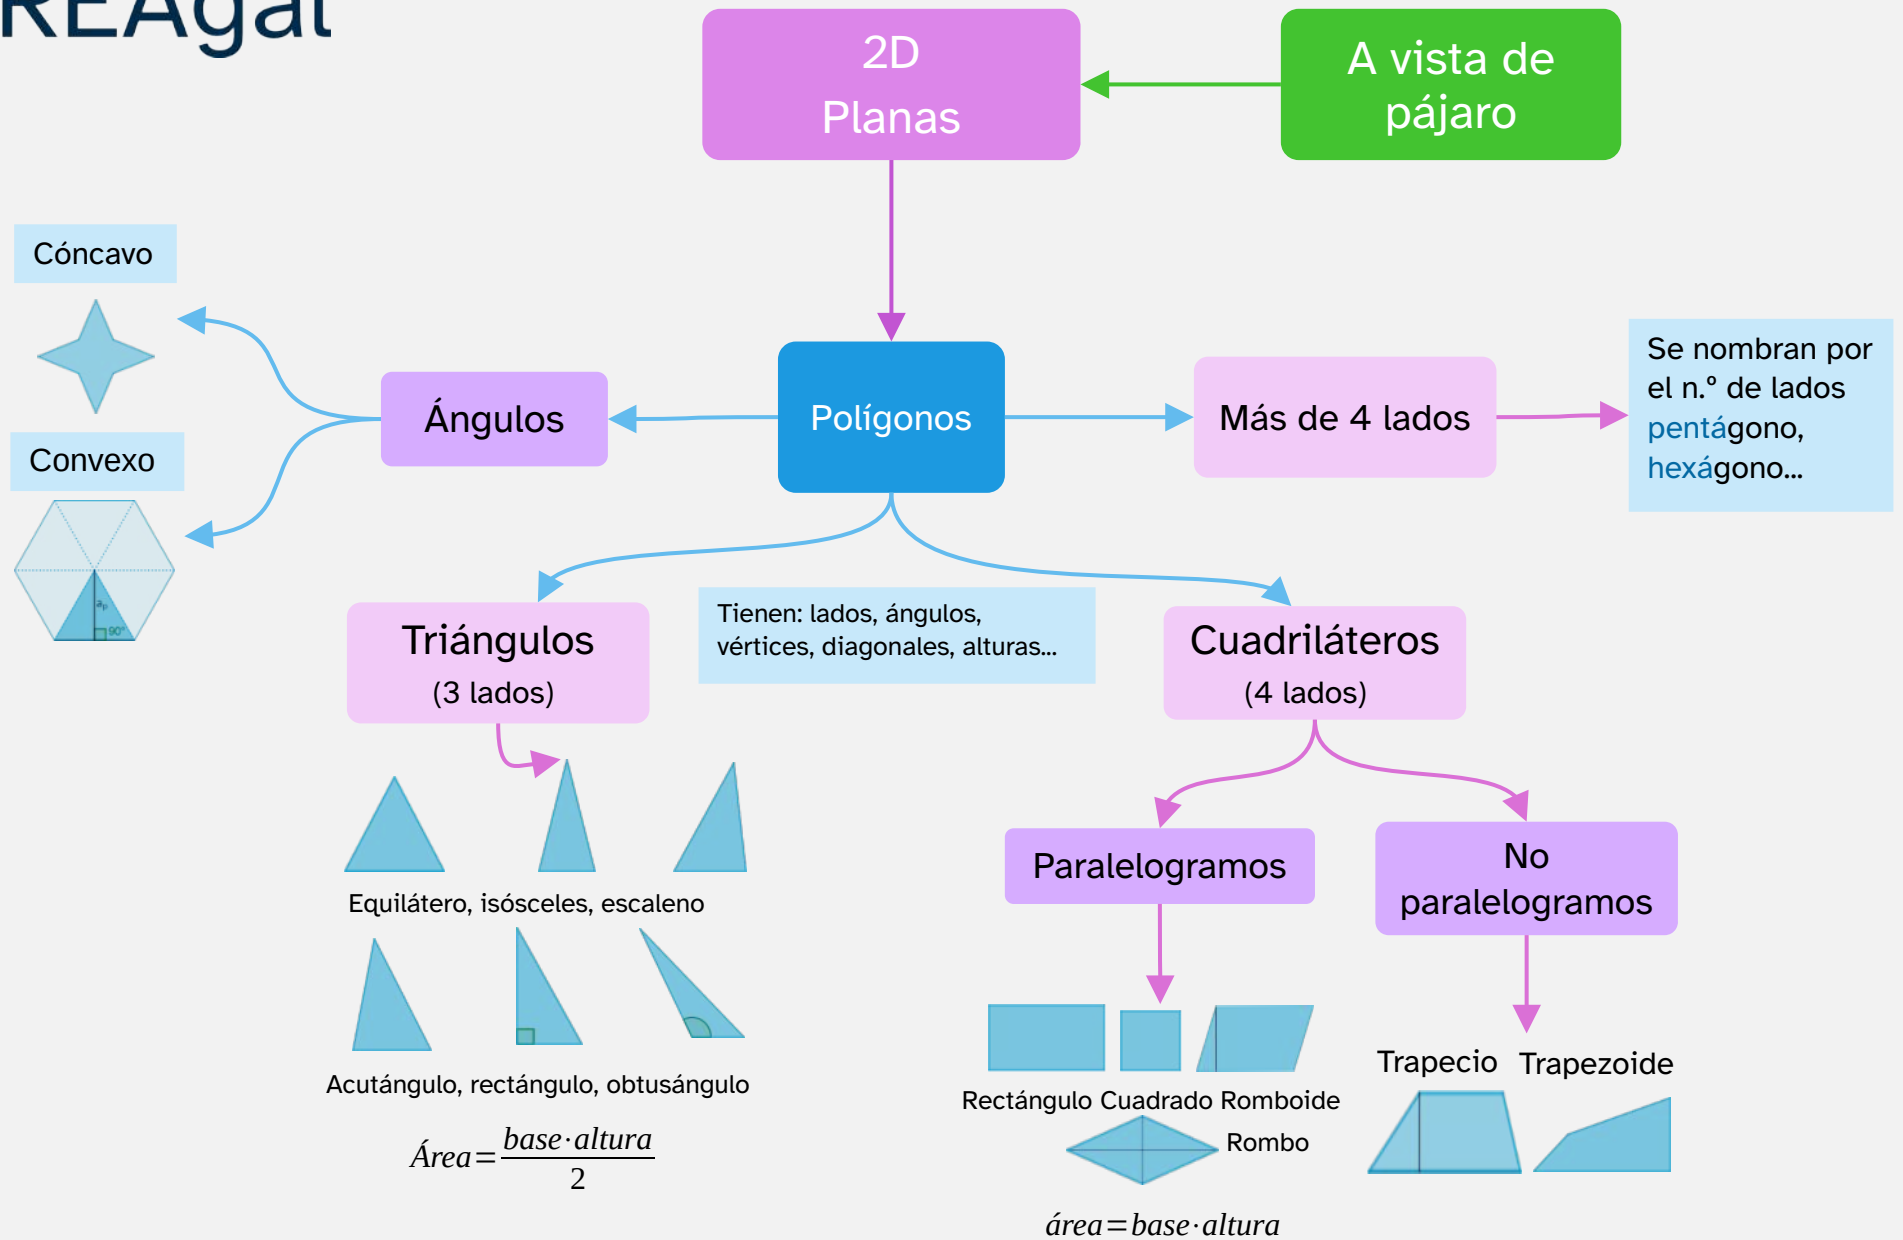 REAgal
2D
Planas
A vista de
pájaro
Cóncavo
Convexo
a_p
90°
Ángulos
Polígonos
Más de 4 lados
Se nombran por
el n.º de lados
pentágono,
hexágono...
Triángulos
(3 lados)
Tienen: lados, ángulos,
vértices, diagonales, alturas...
Cuadriláteros
(4 lados)
Equilátero, isósceles, escaleno
Acutángulo, rectángulo, obtusángulo
Área=base·altura/2
Paralelogramos
No
paralelogramos
Rectángulo Cuadrado Romboide
Rombo
área=base·altura
Trapecio Trapezoide